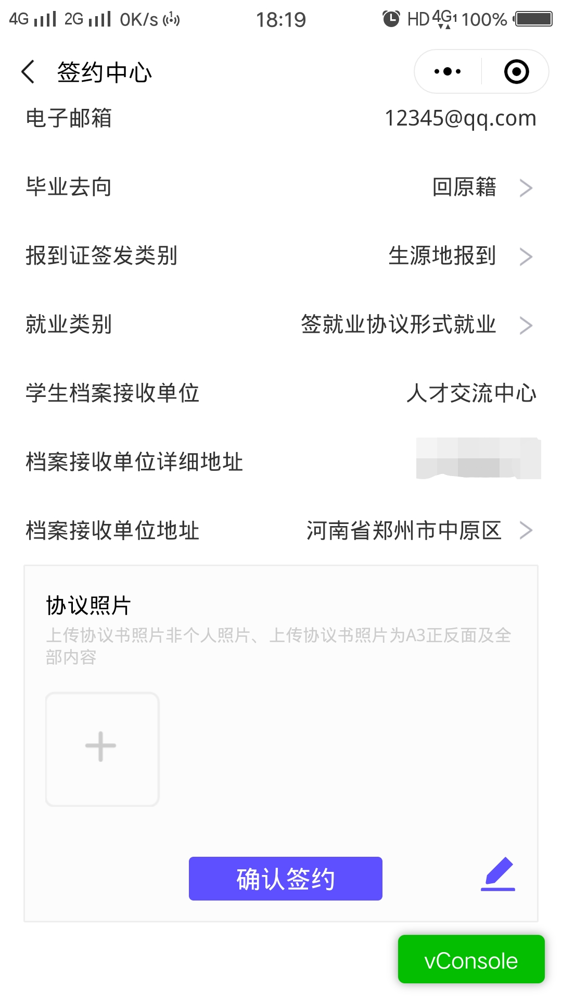 4G 2G 0K/s 18:19 HD 4G 1 100%
签约中心
电子邮箱 12345@qq.com
毕业去向 回原籍
报到证签发类别 生源地报到
就业类别 签就业协议形式就业
学生档案接收单位 人才交流中心
档案接收单位详细地址
档案接收单位地址 河南省郑州市中原区
协议照片
上传协议书照片非个人照片、上传协议书照片为A3正反面及全
部内容
确认签约
vConsole